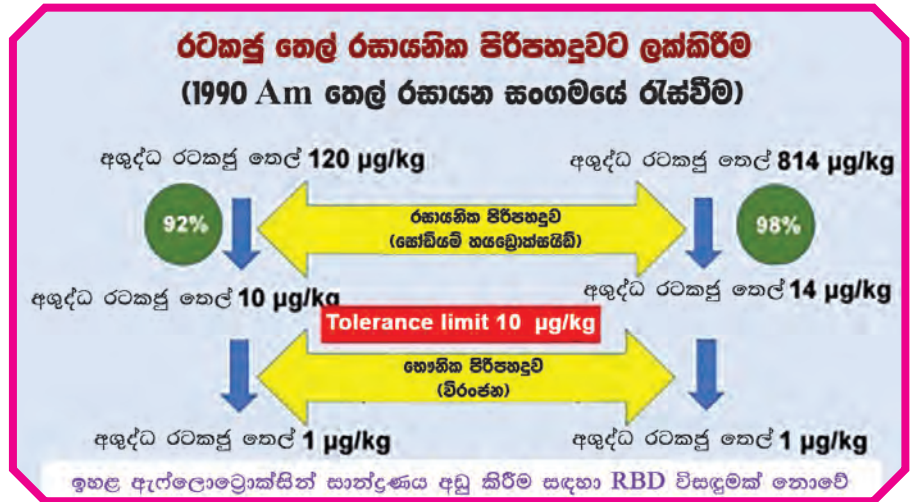 රටකජු තෙල් රසායනික පිරිපහදුවට ලක්කිරීම
(1990 Am තෙල් රසායන සංගමයේ රැස්වීම)
අශුද්ධ රටකජු තෙල් 120 µg/kg
අශුද්ධ රටකජු තෙල් 814 µg/kg
92%
රසායනික පිරිපහදුව
(සෝඩියම් හයඩ්‍රොක්සයිඩ්)
98%
අශුද්ධ රටකජු තෙල් 10 µg/kg
අශුද්ධ රටකජු තෙල් 14 µg/kg
Tolerance limit 10 µg/kg
භෞනික පිරිපහදුව
(විරංජන)
අශුද්ධ රටකජු තෙල් 1 µg/kg
අශුද්ධ රටකජු තෙල් 1 µg/kg
ඉහළ ඇෆ්ලොට්‍රොක්සින් සාන්ද්‍රණය අඩු කිරීම සඳහා RBD විසඳුමක් නොවේ